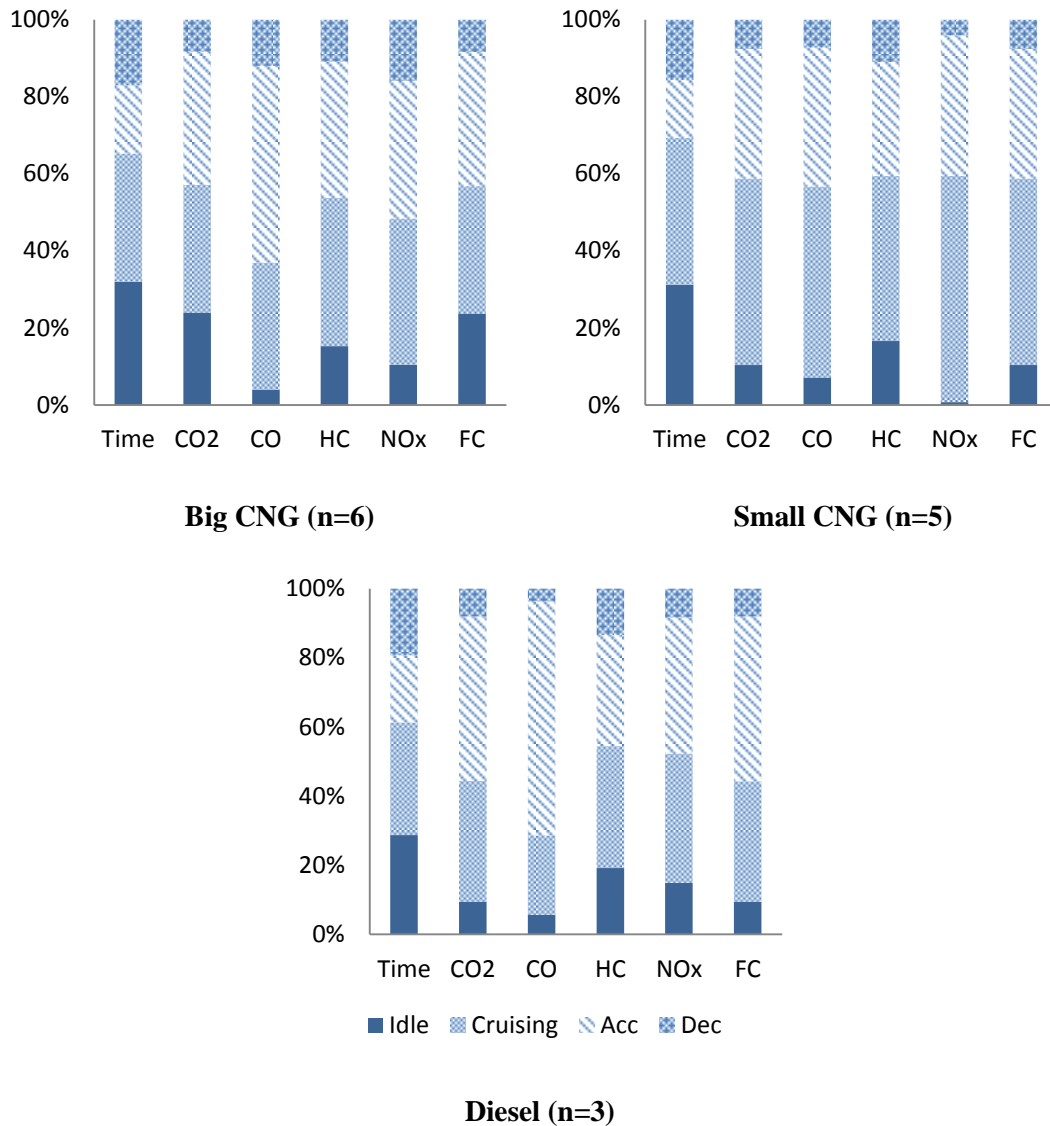 100%
80%
60%
40%
20%
0%
Time CO2 CO HC NOx FC
Big CNG (n=6)
100%
80%
60%
40%
20%
0%
Time CO2 CO HC NOx FC
Small CNG (n=5)
100%
80%
60%
40%
20%
0%
Time CO2 CO HC NOx FC
Idle Cruising Acc Dec
Diesel (n=3)